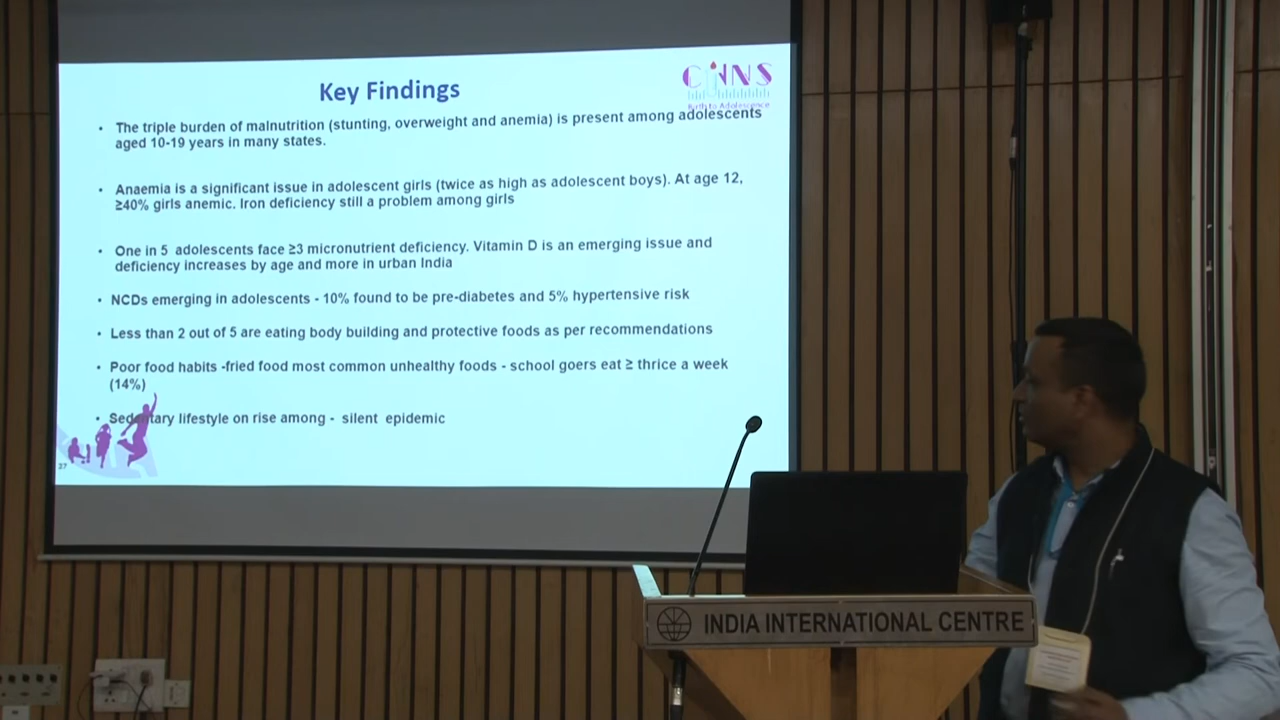 Key Findings
CNNS
Birth to Adolescence
• The triple burden of malnutrition (stunting, overweight and anemia) is present among adolescents
aged 10-19 years in many states.
• Anaemia is a significant issue in adolescent girls (twice as high as adolescent boys). At age 12,
≥40% girls anemic. Iron deficiency still a problem among girls
• One in 5 adolescents face ≥3 micronutrient deficiency. Vitamin D is an emerging issue and
deficiency increases by age and more in urban India
• NCDs emerging in adolescents - 10% found to be pre-diabetes and 5% hypertensive risk
• Less than 2 out of 5 are eating body building and protective foods as per recommendations
• Poor food habits -fried food most common unhealthy foods - school goers eat ≥ thrice a week
(14%)
• Sedentary lifestyle on rise among - silent epidemic
27
INDIA INTERNATIONAL CENTRE